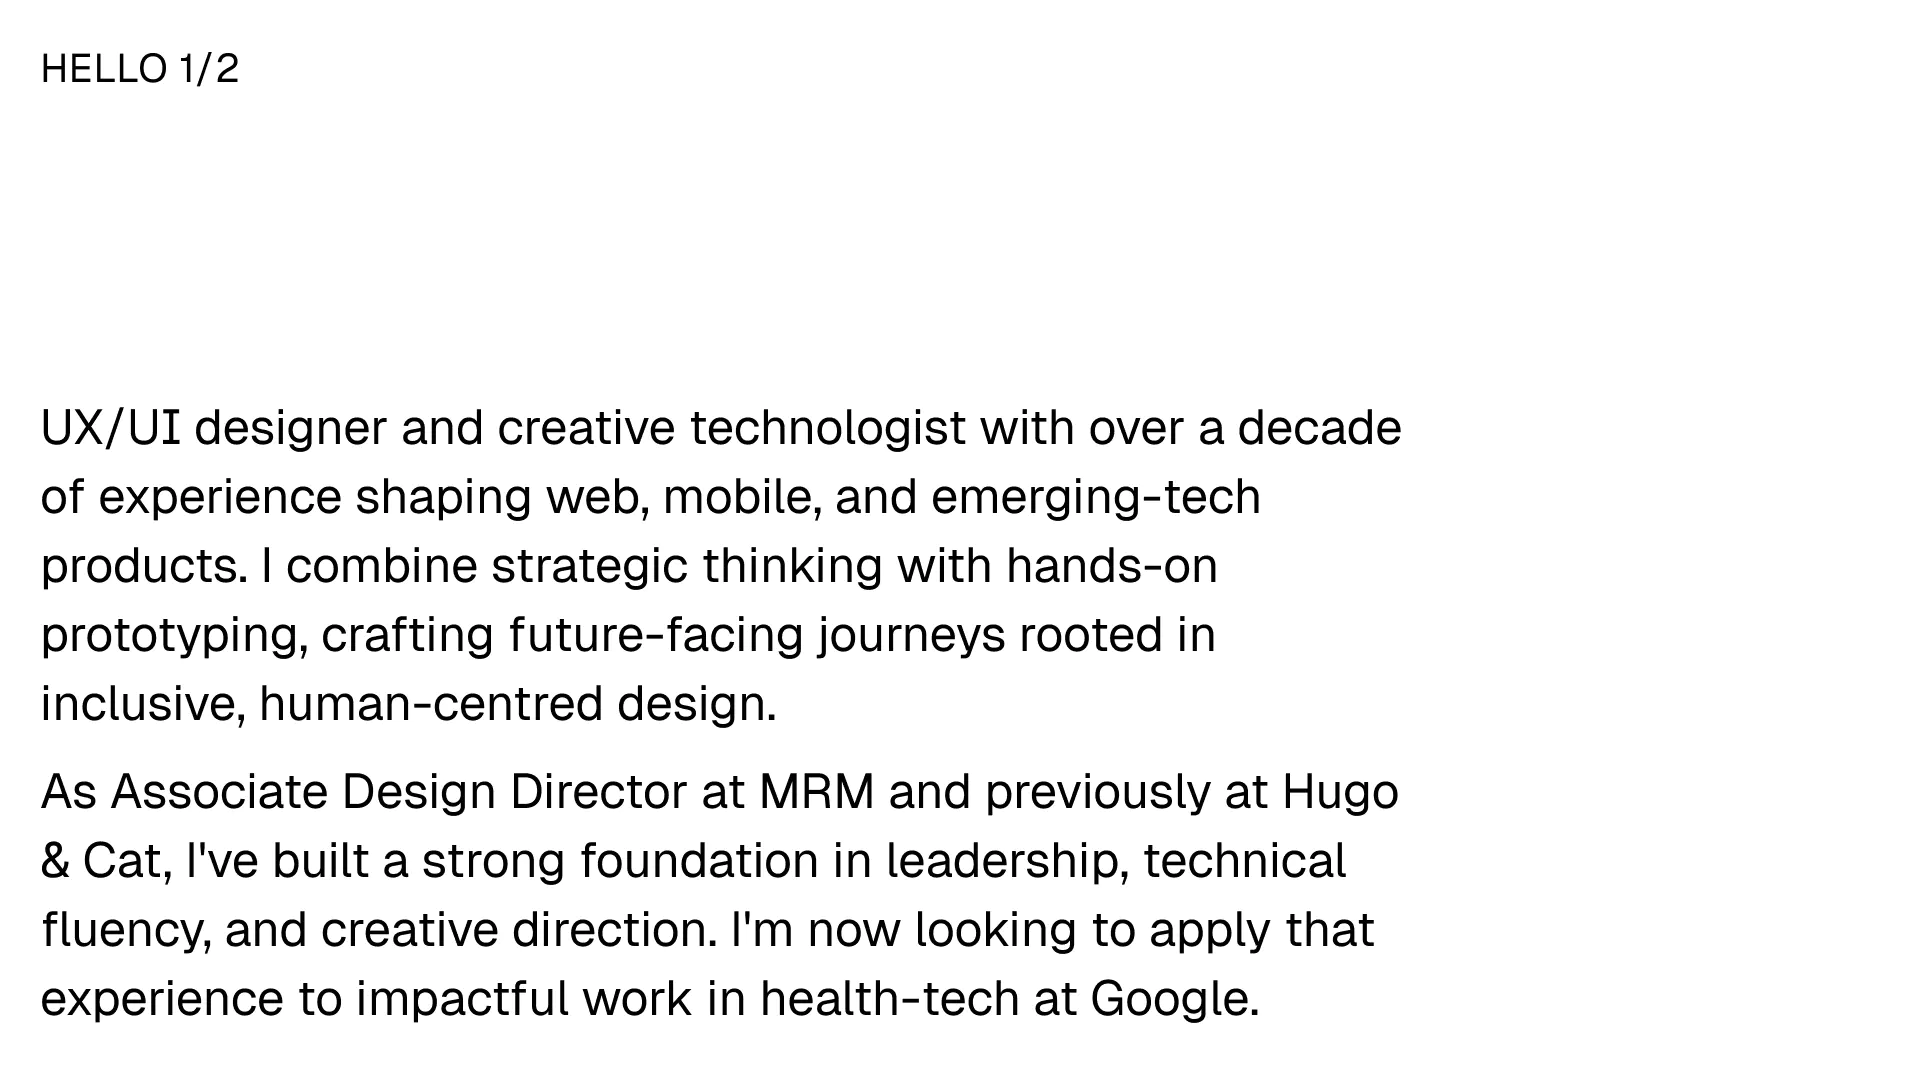 HELLO 1/2
UX/UI designer and creative technologist with over a decade
of experience shaping web, mobile, and emerging-tech
products. I combine strategic thinking with hands-on
prototyping, crafting future-facing journeys rooted in
inclusive, human-centred design.
As Associate Design Director at MRM and previously at Hugo
& Cat, I've built a strong foundation in leadership, technical
fluency, and creative direction. I'm now looking to apply that
experience to impactful work in health-tech at Google.